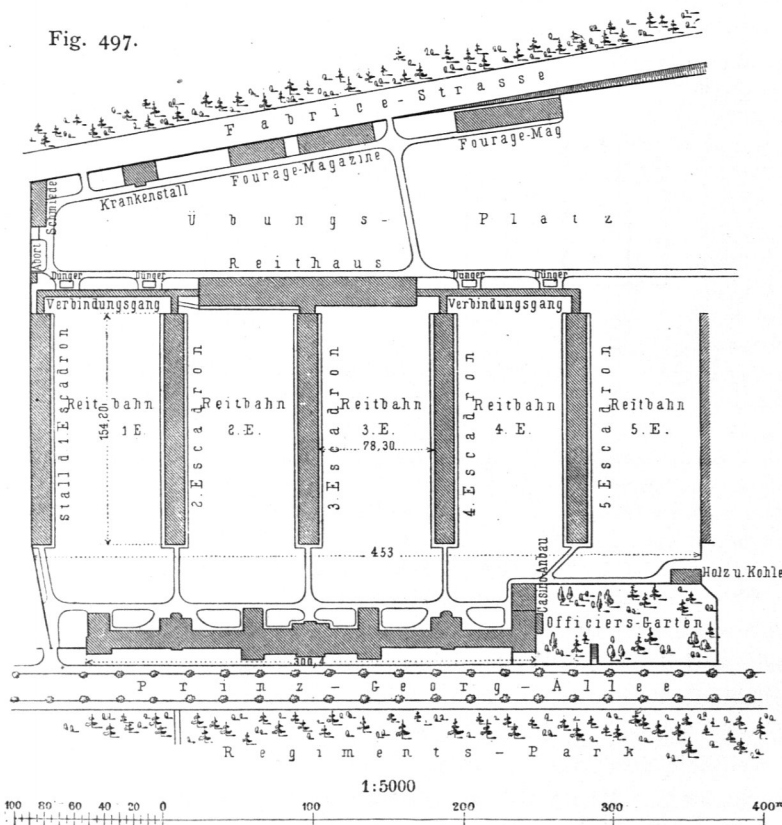 Fig. 497.
Fabrice-Strasse
Fourage-Mag
Fourage-Magazine
Krankenstall
Schmiede
Übungs-Platz
Abort
Reithaus
Dünger
Dünger
Dünger
Dünger
Verbindungsgang
Verbindungsgang
Stall d 1 Escadron
154,20
Reitbahn
1 E.
2. Escadron
Reitbahn
2. E.
3. Escadron
Reitbahn
3. E.
78,30
4. Escadron
Reitbahn
4. E.
5. Escadron
Reitbahn
5. E.
453
Casino Anbau
Holz u. Kohle
Officiers-Garten
300,4
Prinz-Georg-Allee
Regiments-Park
1:5000
100 80 60 40 20 0 100 200 300 400m